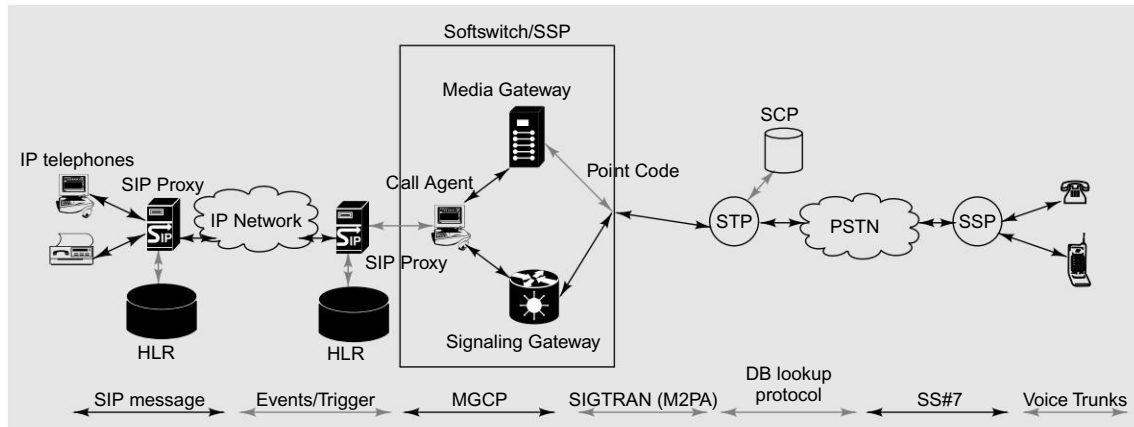 Softswitch/SSP
Media Gateway
SCP
IP telephones
SIP Proxy
Call Agent
Point Code
IP Network
STP
PSTN
SSP
SIP
SIP
SIP Proxy
HLR
HLR
Signaling Gateway
SIP message
Events/Trigger
MGCP
SIGTRAN (M2PA)
DB lookup
protocol
SS#7
Voice Trunks